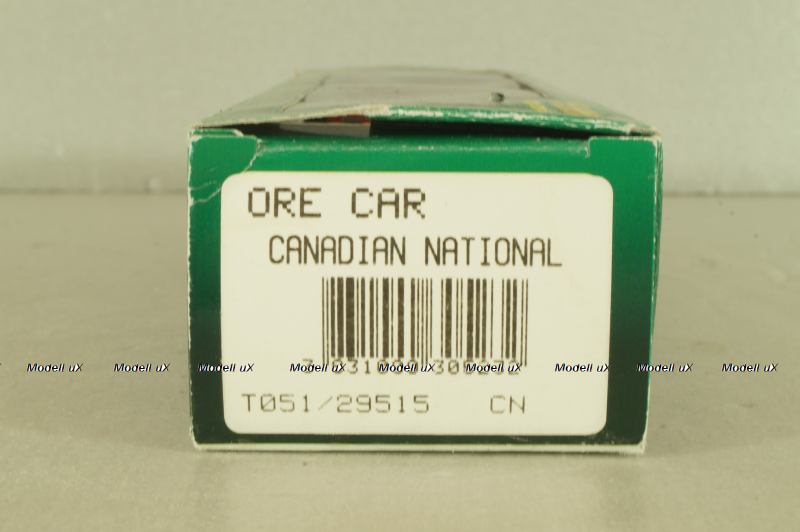 ORE CAR
CANADIAN NATIONAL
Modell uX Modell uX Modell uX Modell uX Modell uX Modell uX Modell uX Modell uX
T051/29515 CN